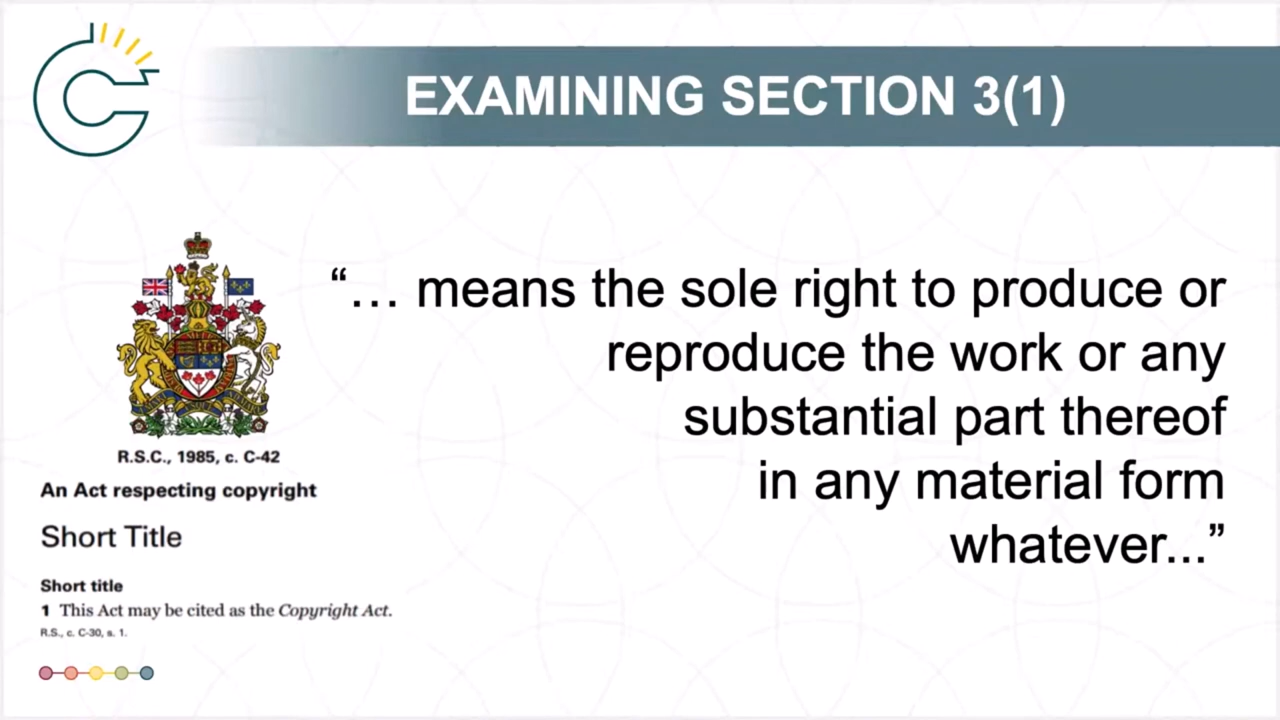 EXAMINING SECTION 3(1)
“… means the sole right to produce or
reproduce the work or any
substantial part thereof
in any material form
whatever...”
R.S.C., 1985, c. C-42
An Act respecting copyright
Short Title
Short title
1 This Act may be cited as the Copyright Act.
R.S., c. C-30, s. 1.